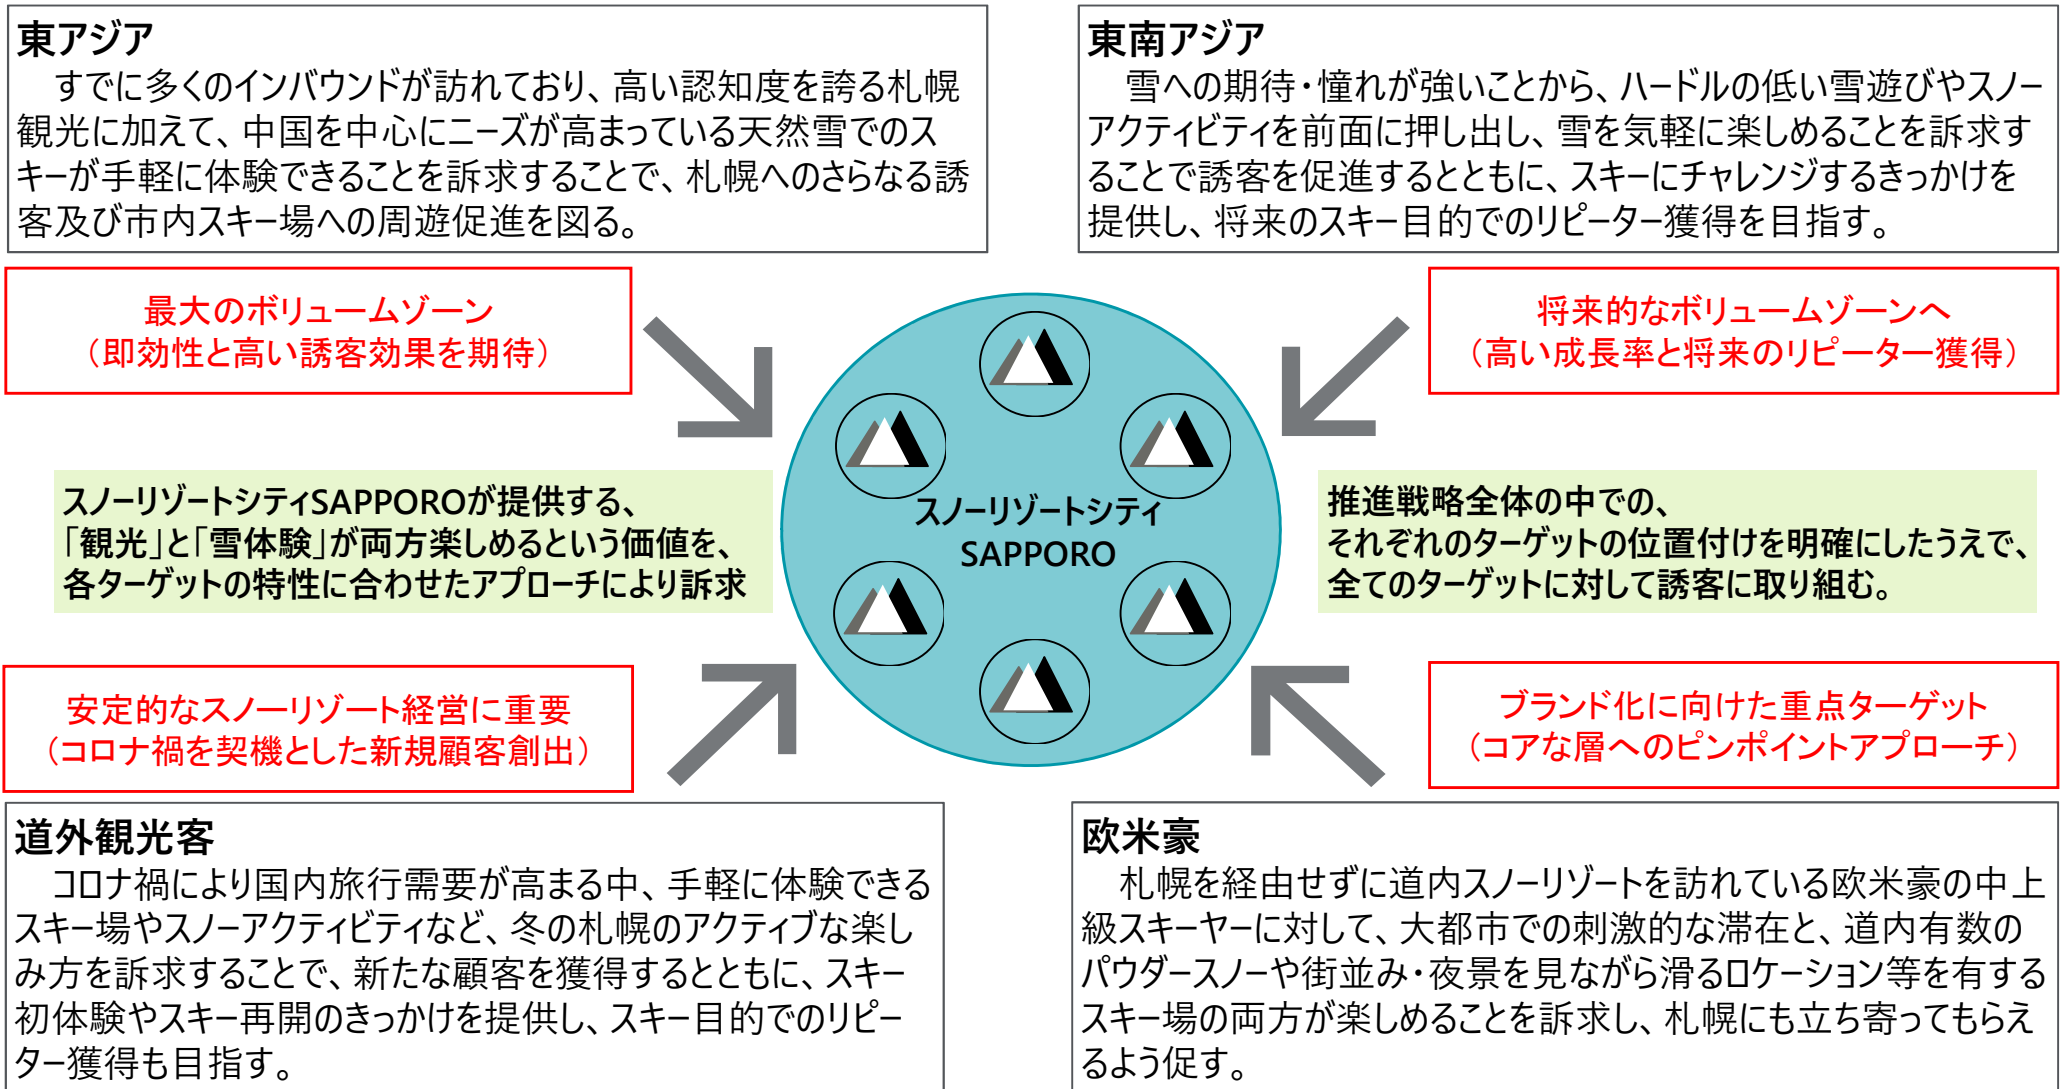 東アジア
すでに多くのインバウンドが訪れており、高い認知度を誇る札幌
観光に加えて、中国を中心にニーズが高まっている天然雪でのス
キーが手軽に体験できることを訴求することで、札幌へのさらなる誘
客及び市内スキー場への周遊促進を図る。
東南アジア
雪への期待・憧れが強いことから、ハードルの低い雪遊びやスノー
アクティビティを前面に押し出し、雪を気軽に楽しめることを訴求す
ることで誘客を促進するとともに、スキーにチャレンジするきっかけを
提供し、将来のスキー目的でのリピーター獲得を目指す。
最大のボリュームゾーン
（即効性と高い誘客効果を期待）
将来的なボリュームゾーンへ
（高い成長率と将来のリピーター獲得）
スノーリゾートシティSAPPOROが提供する、
「観光」と「雪体験」が両方楽しめるという価値を、
各ターゲットの特性に合わせたアプローチにより訴求
スノーリゾートシティ
SAPPORO
推進戦略全体の中での、
それぞれのターゲットの位置付けを明確にしたうえで、
全てのターゲットに対して誘客に取り組む。
安定的なスノーリゾート経営に重要
（コロナ禍を契機とした新規顧客創出）
ブランド化に向けた重点ターゲット
（コアな層へのピンポイントアプローチ）
道外観光客
コロナ禍により国内旅行需要が高まる中、手軽に体験できる
スキー場やスノーアクティビティなど、冬の札幌のアクティブな楽し
み方を訴求することで、新たな顧客を獲得するとともに、スキー
初体験やスキー再開のきっかけを提供し、スキー目的でのリピー
ター獲得も目指す。
欧米豪
札幌を経由せずに道内スノーリゾートを訪れている欧米豪の中上
級スキーヤーに対して、大都市での刺激的な滞在と、道内有数の
パウダースノーや街並み・夜景を見ながら滑るロケーション等を有する
スキー場の両方が楽しめることを訴求し、札幌にも立ち寄ってもらえ
るよう促す。